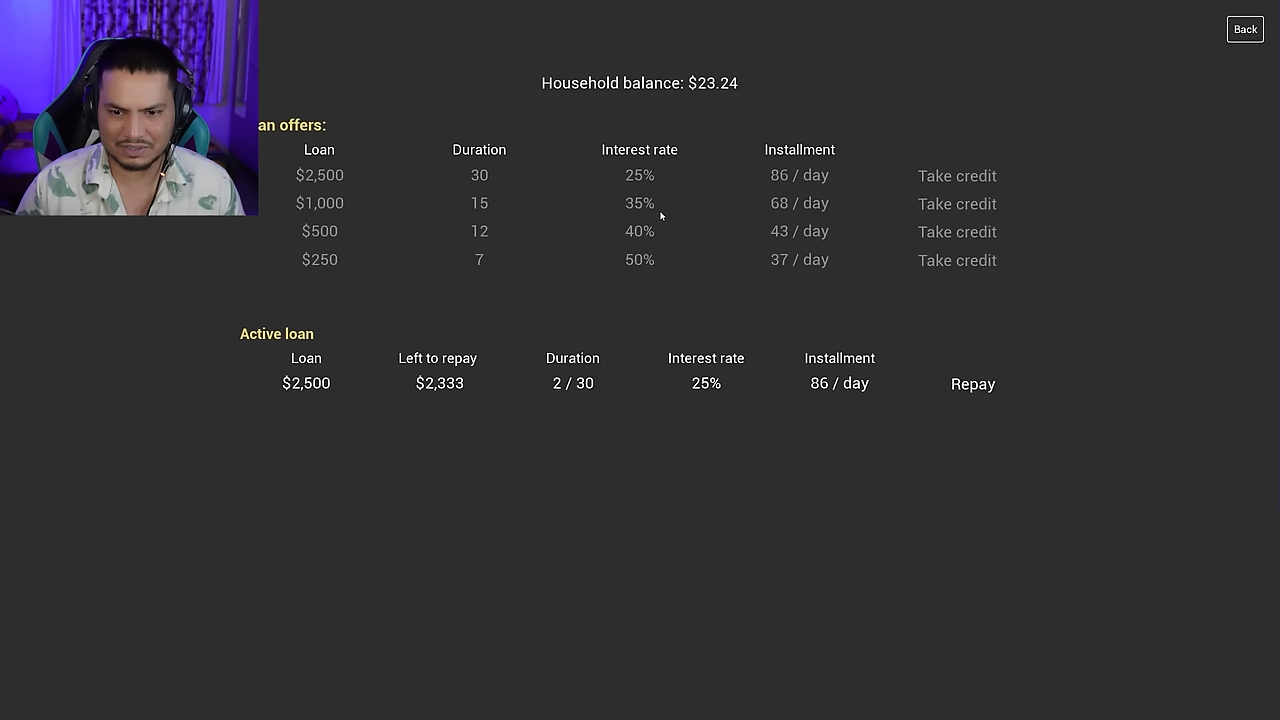 Back
Household balance: $23.24
an offers:
Loan Duration Interest rate Installment
$2,500 30 25% 86 / day Take credit
$1,000 15 35% 68 / day Take credit
$500 12 40% 43 / day Take credit
$250 7 50% 37 / day Take credit
Active loan
Loan Left to repay Duration Interest rate Installment
$2,500 $2,333 2 / 30 25% 86 / day Repay